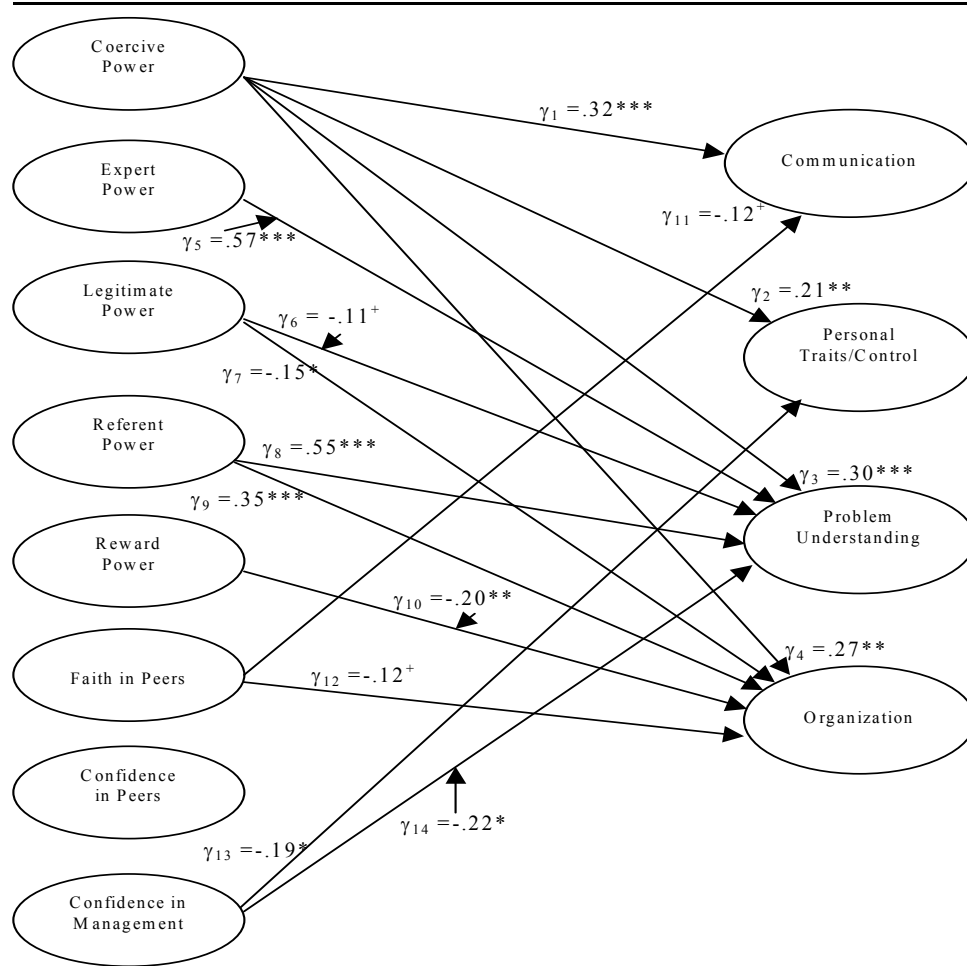 Coercive
Power
γ₁ =.32***
Communication
Expert
Power
γ₁₁ =-.12⁺
γ₅ =.57***
Legitimate
Power
γ₆ = -.11⁺
γ₂ =.21**
Personal
Traits/Control
γ₇ =-.15*
Referent
Power
γ₈ =.55***
γ₃ =.30***
γ₉ =.35***
Problem
Understanding
Reward
Power
γ₁₀ =-.20**
γ₄ =.27**
Faith in Peers
γ₁₂ =-.12⁺
Organization
Confidence
in Peers
γ₁₄ =-.22*
γ₁₃ =-.19*
Confidence in
Management